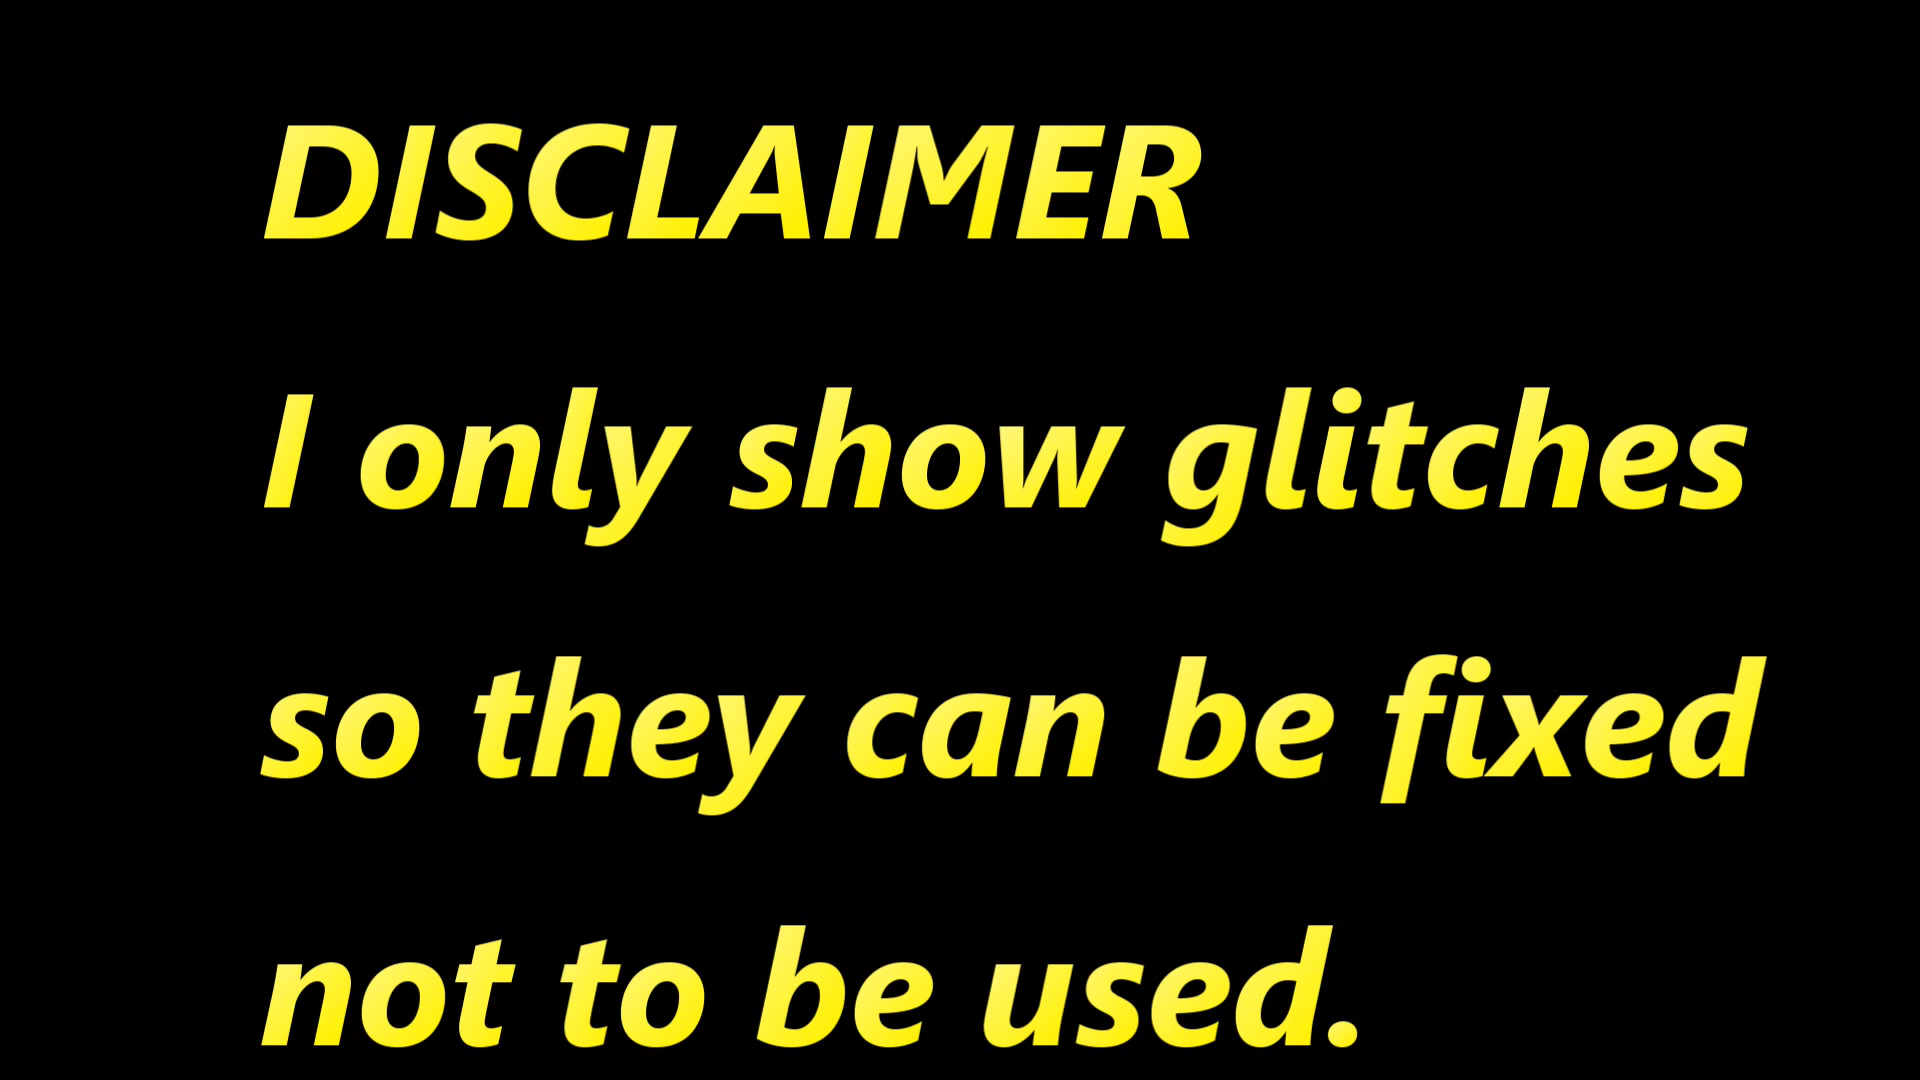 DISCLAIMER
I only show glitches
so they can be fixed
not to be used.